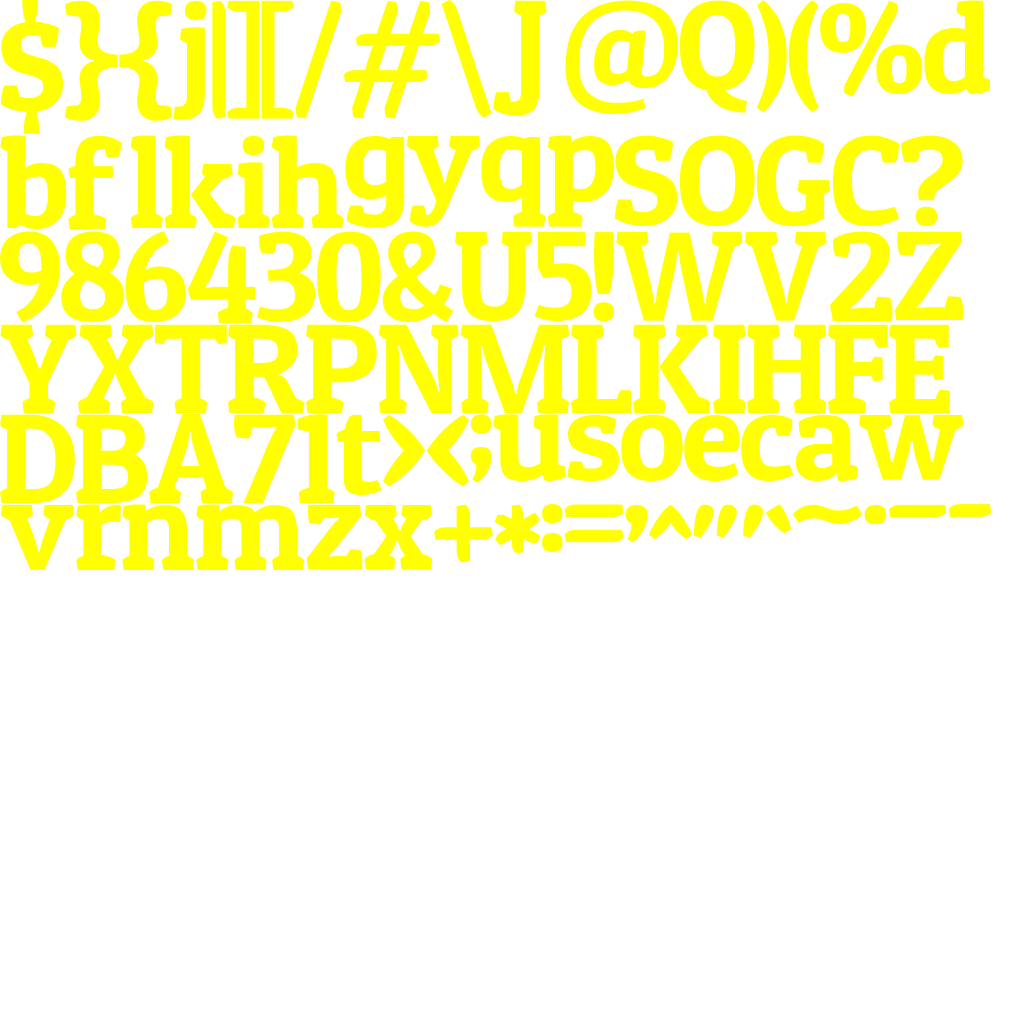 $}{j|][/#\J@Q)(%d
bflkihgyqpSOGC?
986430&U5!WV2Z
YXTRPNMLKIHFE
DBA71t><;usoecaw
vrnmzx+*:=,^"'~.-_